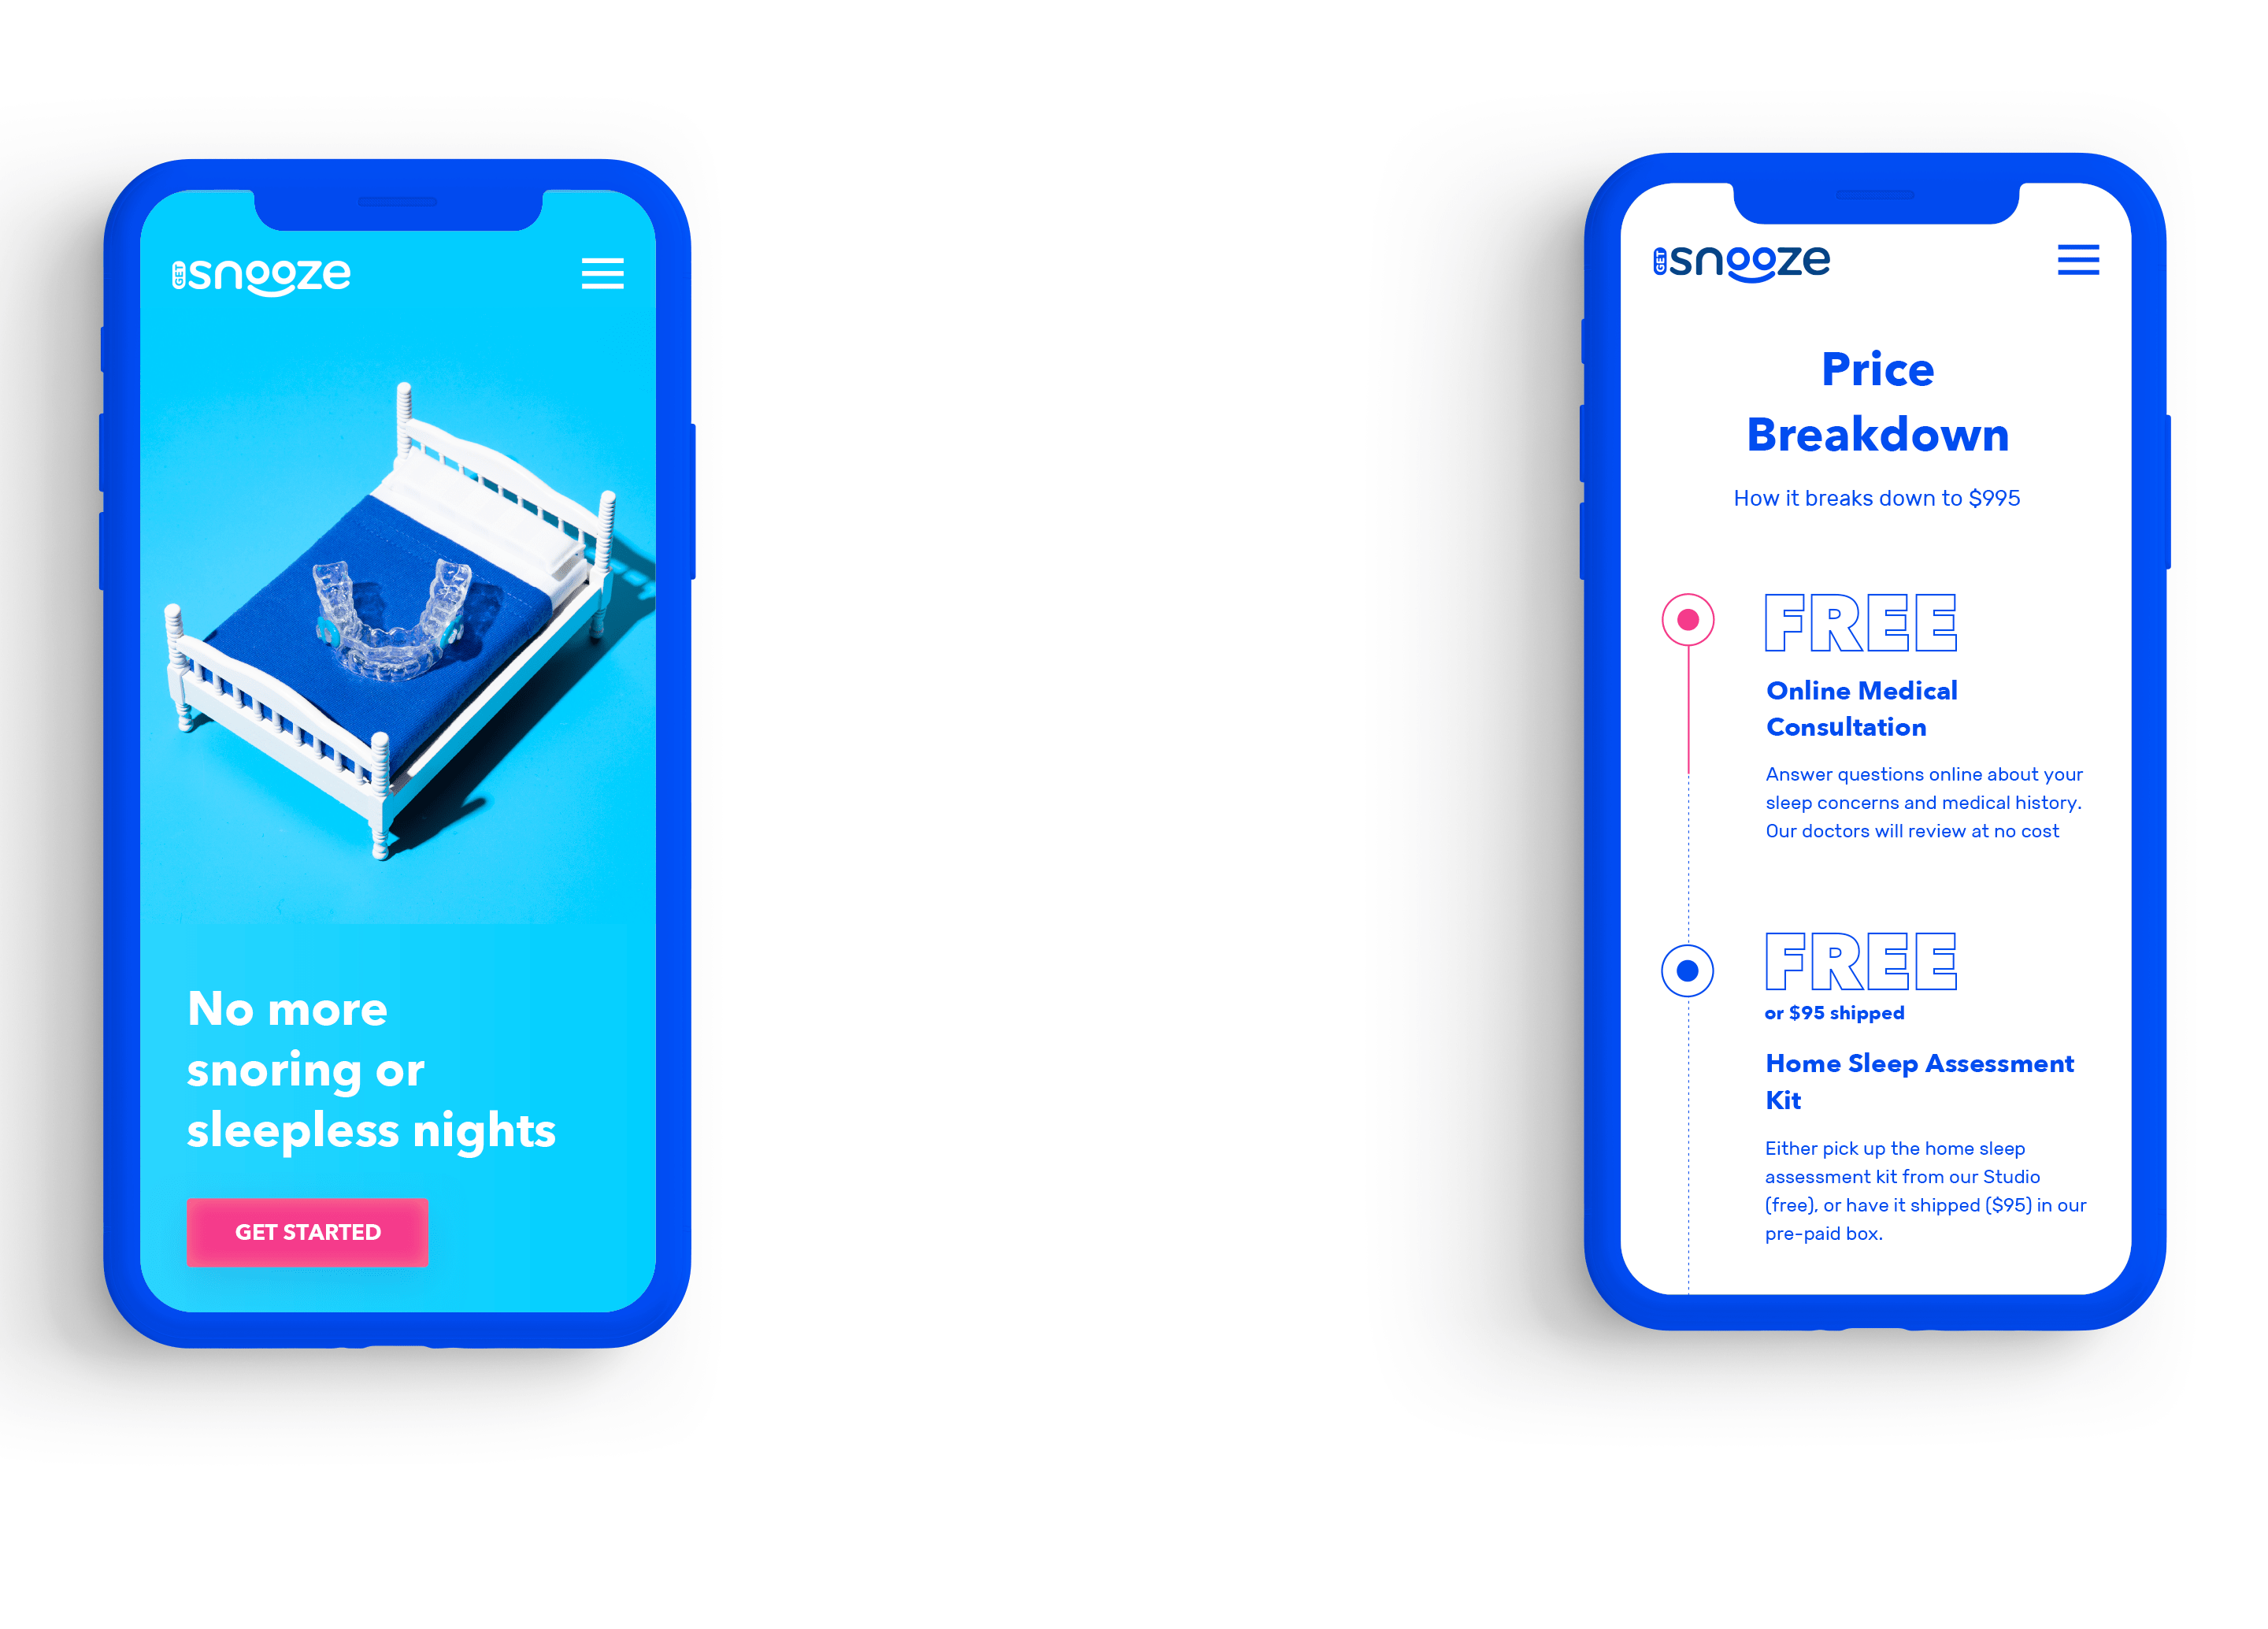 GET snooze
No more
snoring or
sleepless nights
GET STARTED
GET snooze
Price
Breakdown
How it breaks down to $995
FREE
Online Medical
Consultation
Answer questions online about your
sleep concerns and medical history.
Our doctors will review at no cost
FREE
or $95 shipped
Home Sleep Assessment
Kit
Either pick up the home sleep
assessment kit from our Studio
(free), or have it shipped ($95) in our
pre-paid box.